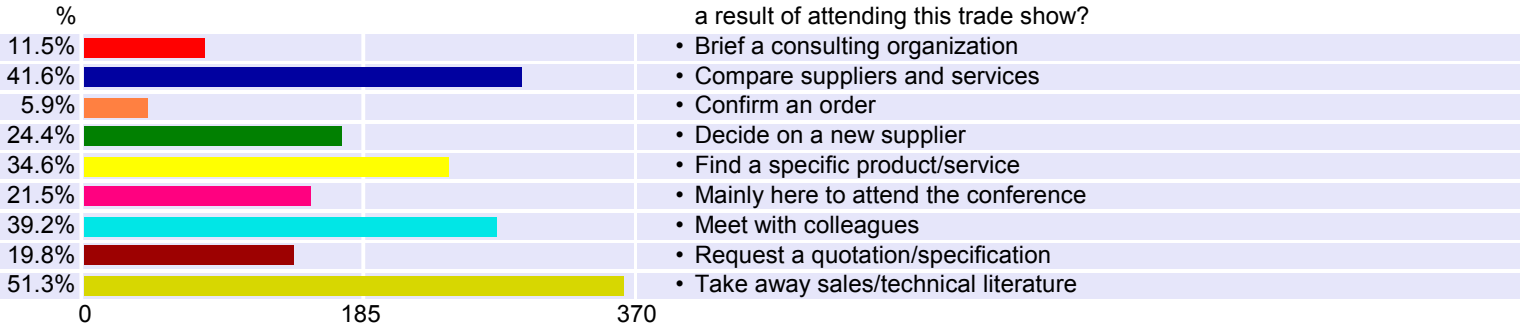 % a result of attending this trade show?
11.5% • Brief a consulting organization
41.6% • Compare suppliers and services
5.9% • Confirm an order
24.4% • Decide on a new supplier
34.6% • Find a specific product/service
21.5% • Mainly here to attend the conference
39.2% • Meet with colleagues
19.8% • Request a quotation/specification
51.3% • Take away sales/technical literature
0 185 370